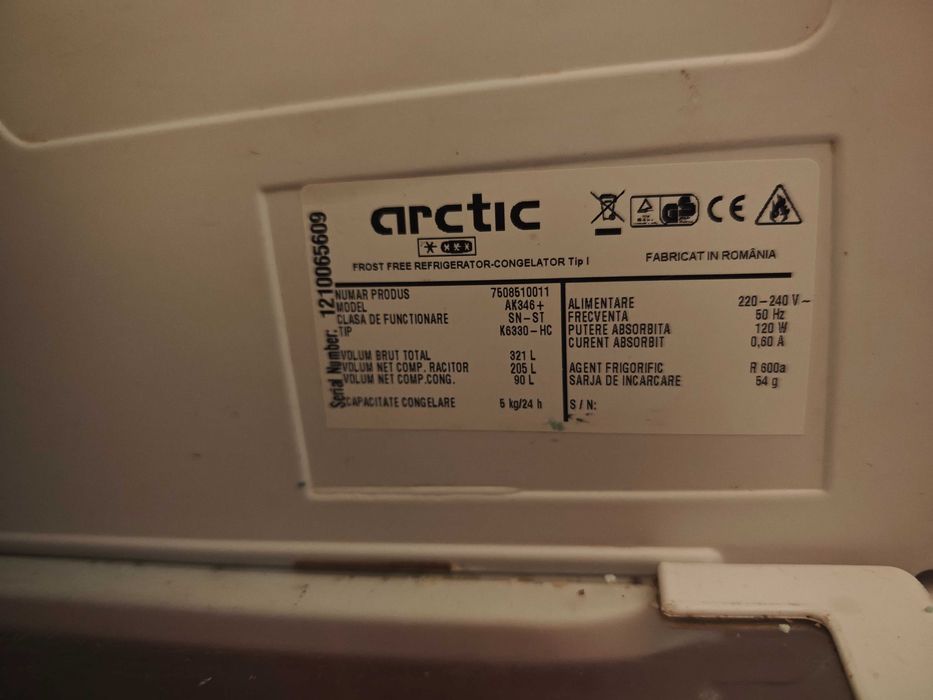 arctic
FROST FREE REFRIGERATOR-CONGELATOR Tip I
FABRICAT IN ROMÂNIA
CE
GS
Serial Number: 1210065609
NUMAR PRODUS 7508510011
MODEL AK346+
CLASA DE FUNCTIONARE SN-ST
TIP K6330-HC
VOLUM BRUT TOTAL 321 L
VOLUM NET COMP. RACITOR 205 L
VOLUM NET COMP.CONG. 90 L
CAPACITATE CONGELARE 5 kg/24 h
ALIMENTARE 220-240 V~
FRECVENTA 50 Hz
PUTERE ABSORBITA 120 W
CURENT ABSORBIT 0,60 A
AGENT FRIGORIFIC R 600a
SARJA DE INCARCARE 54 g
S / N: